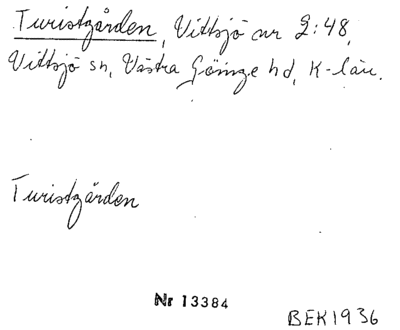 Turistgården, Vittsjö nr 2:48,
Vittsjö sn, Västra Göinge hd, K-län.
Turistgården
Nr 13384
BEK1936